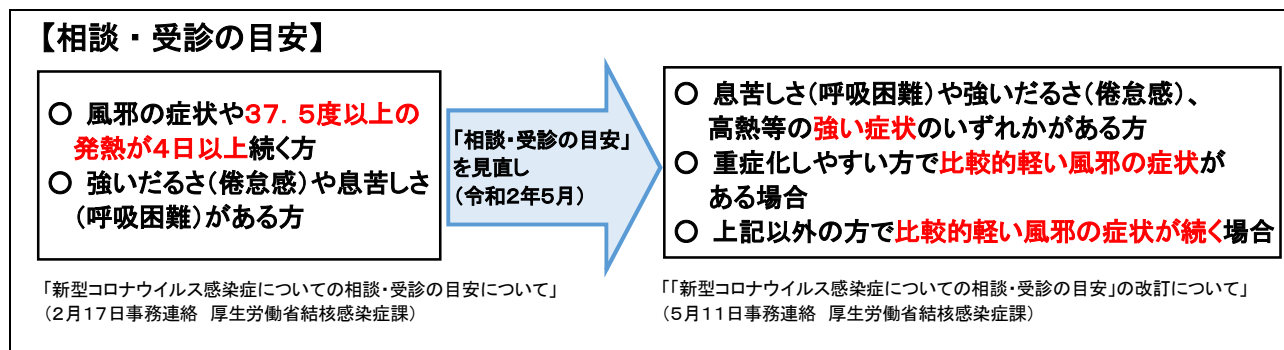 【相談・受診の目安】
○ 風邪の症状や37．5度以上の
発熱が4日以上続く方
○ 強いだるさ（倦怠感）や息苦しさ
（呼吸困難）がある方
「相談・受診の目安」
を見直し
（令和2年5月）
○ 息苦しさ（呼吸困難）や強いだるさ（倦怠感）、
高熱等の強い症状のいずれかがある方
○ 重症化しやすい方で比較的軽い風邪の症状が
ある場合
○ 上記以外の方で比較的軽い風邪の症状が続く場合
「新型コロナウイルス感染症についての相談・受診の目安について」
（2月17日事務連絡 厚生労働省結核感染症課）
「「新型コロナウイルス感染症についての相談・受診の目安」の改訂について」
（5月11日事務連絡 厚生労働省結核感染症課）